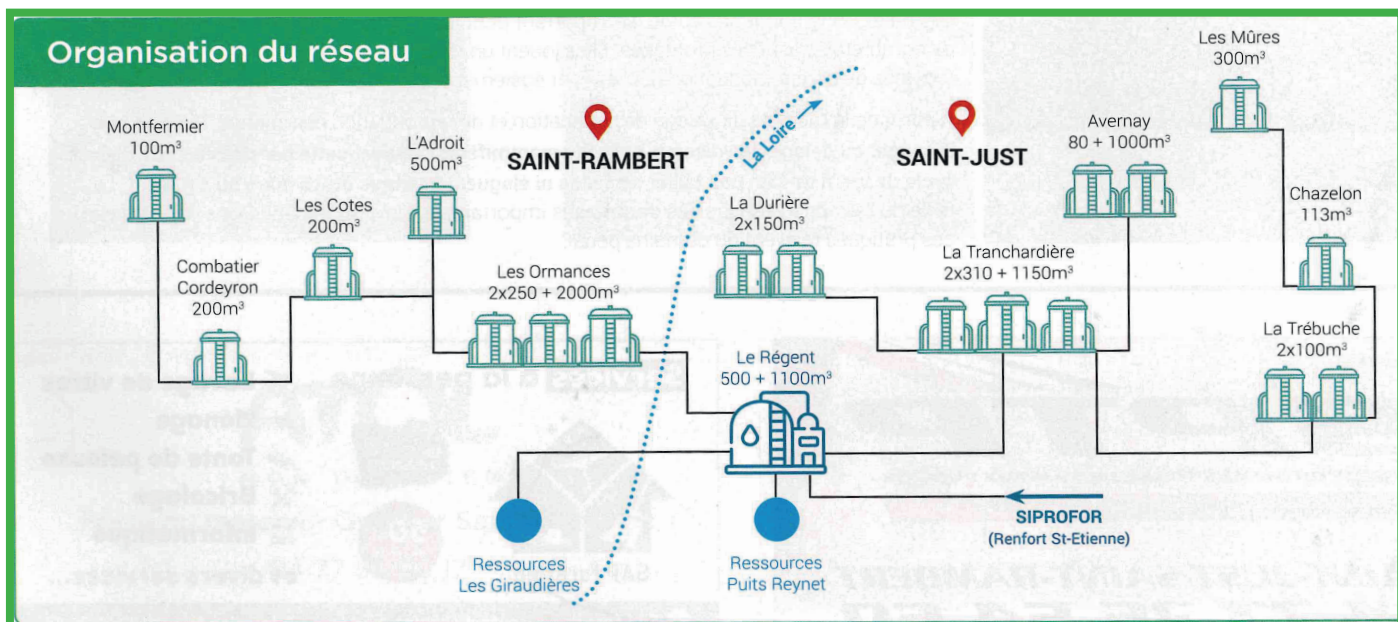 Organisation du réseau
Montfermier
100m³
Combatier
Cordeyron
200m³
Les Cotes
200m³
L'Adroit
500m³
SAINT-RAMBERT
Les Ormances
2x250 + 2000m³
La Loire
SAINT-JUST
La Durière
2x150m³
Le Régent
500 + 1100m³
La Tranchardière
2x310 + 1150m³
Avernay
80 + 1000m³
Les Mûres
300m³
Chazelon
113m³
La Trébuche
2x100m³
SIPROFOR
(Renfort St-Etienne)
Ressources
Les Giraudières
Ressources
Puits Reynet